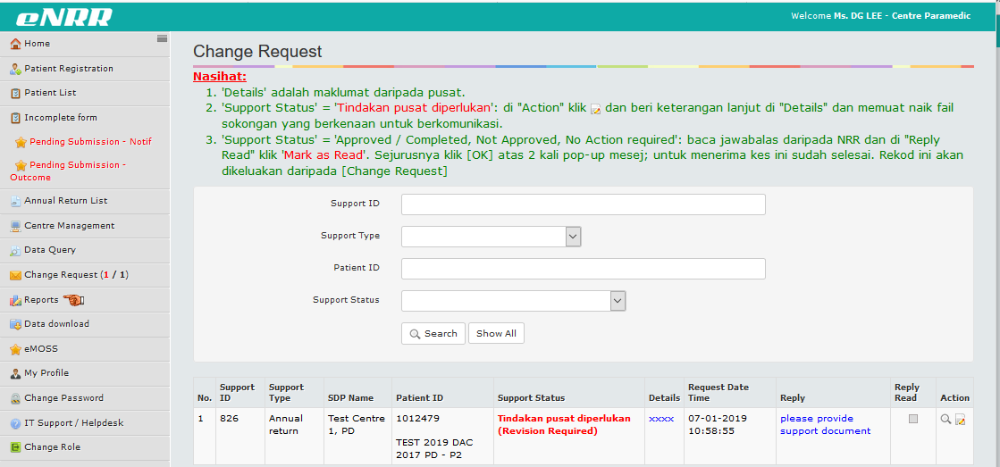 eNRR
Welcome Ms. DG LEE - Centre Paramedic
Home
Patient Registration
Patient List
Incomplete form
Pending Submission - Notif
Pending Submission -
Outcome
Annual Return List
Centre Management
Data Query
Change Request (1 / 1)
Reports
Data download
eMOSS
My Profile
Change Password
IT Support / Helpdesk
Change Role
Change Request
Nasihat:
1. 'Details' adalah maklumat daripada pusat.
2. 'Support Status' = 'Tindakan pusat diperlukan': di "Action" klik dan beri keterangan lanjut di "Details" dan memuat naik fail
sokongan yang berkenaan untuk berkomunikasi.
3. 'Support Status' = 'Approved / Completed, Not Approved, No Action required': baca jawabalas daripada NRR dan di "Reply
Read" klik 'Mark as Read'. Sejurusnya klik [OK] atas 2 kali pop-up mesej; untuk menerima kes ini sudah selesai. Rekod ini akan
dikeluakan daripada [Change Request]
Support ID
Support Type
Patient ID
Support Status
Search Show All
No. Support ID Support Type SDP Name Patient ID Support Status Details Request Date Time Reply Reply Read Action
1 826 Annual return Test Centre 1, PD 1012479 Tindakan pusat diperlukan xxxx 07-01-2019 please provide
(Revision Required) 10:58:55 support document
TEST 2019 DAC
2017 PD - P2